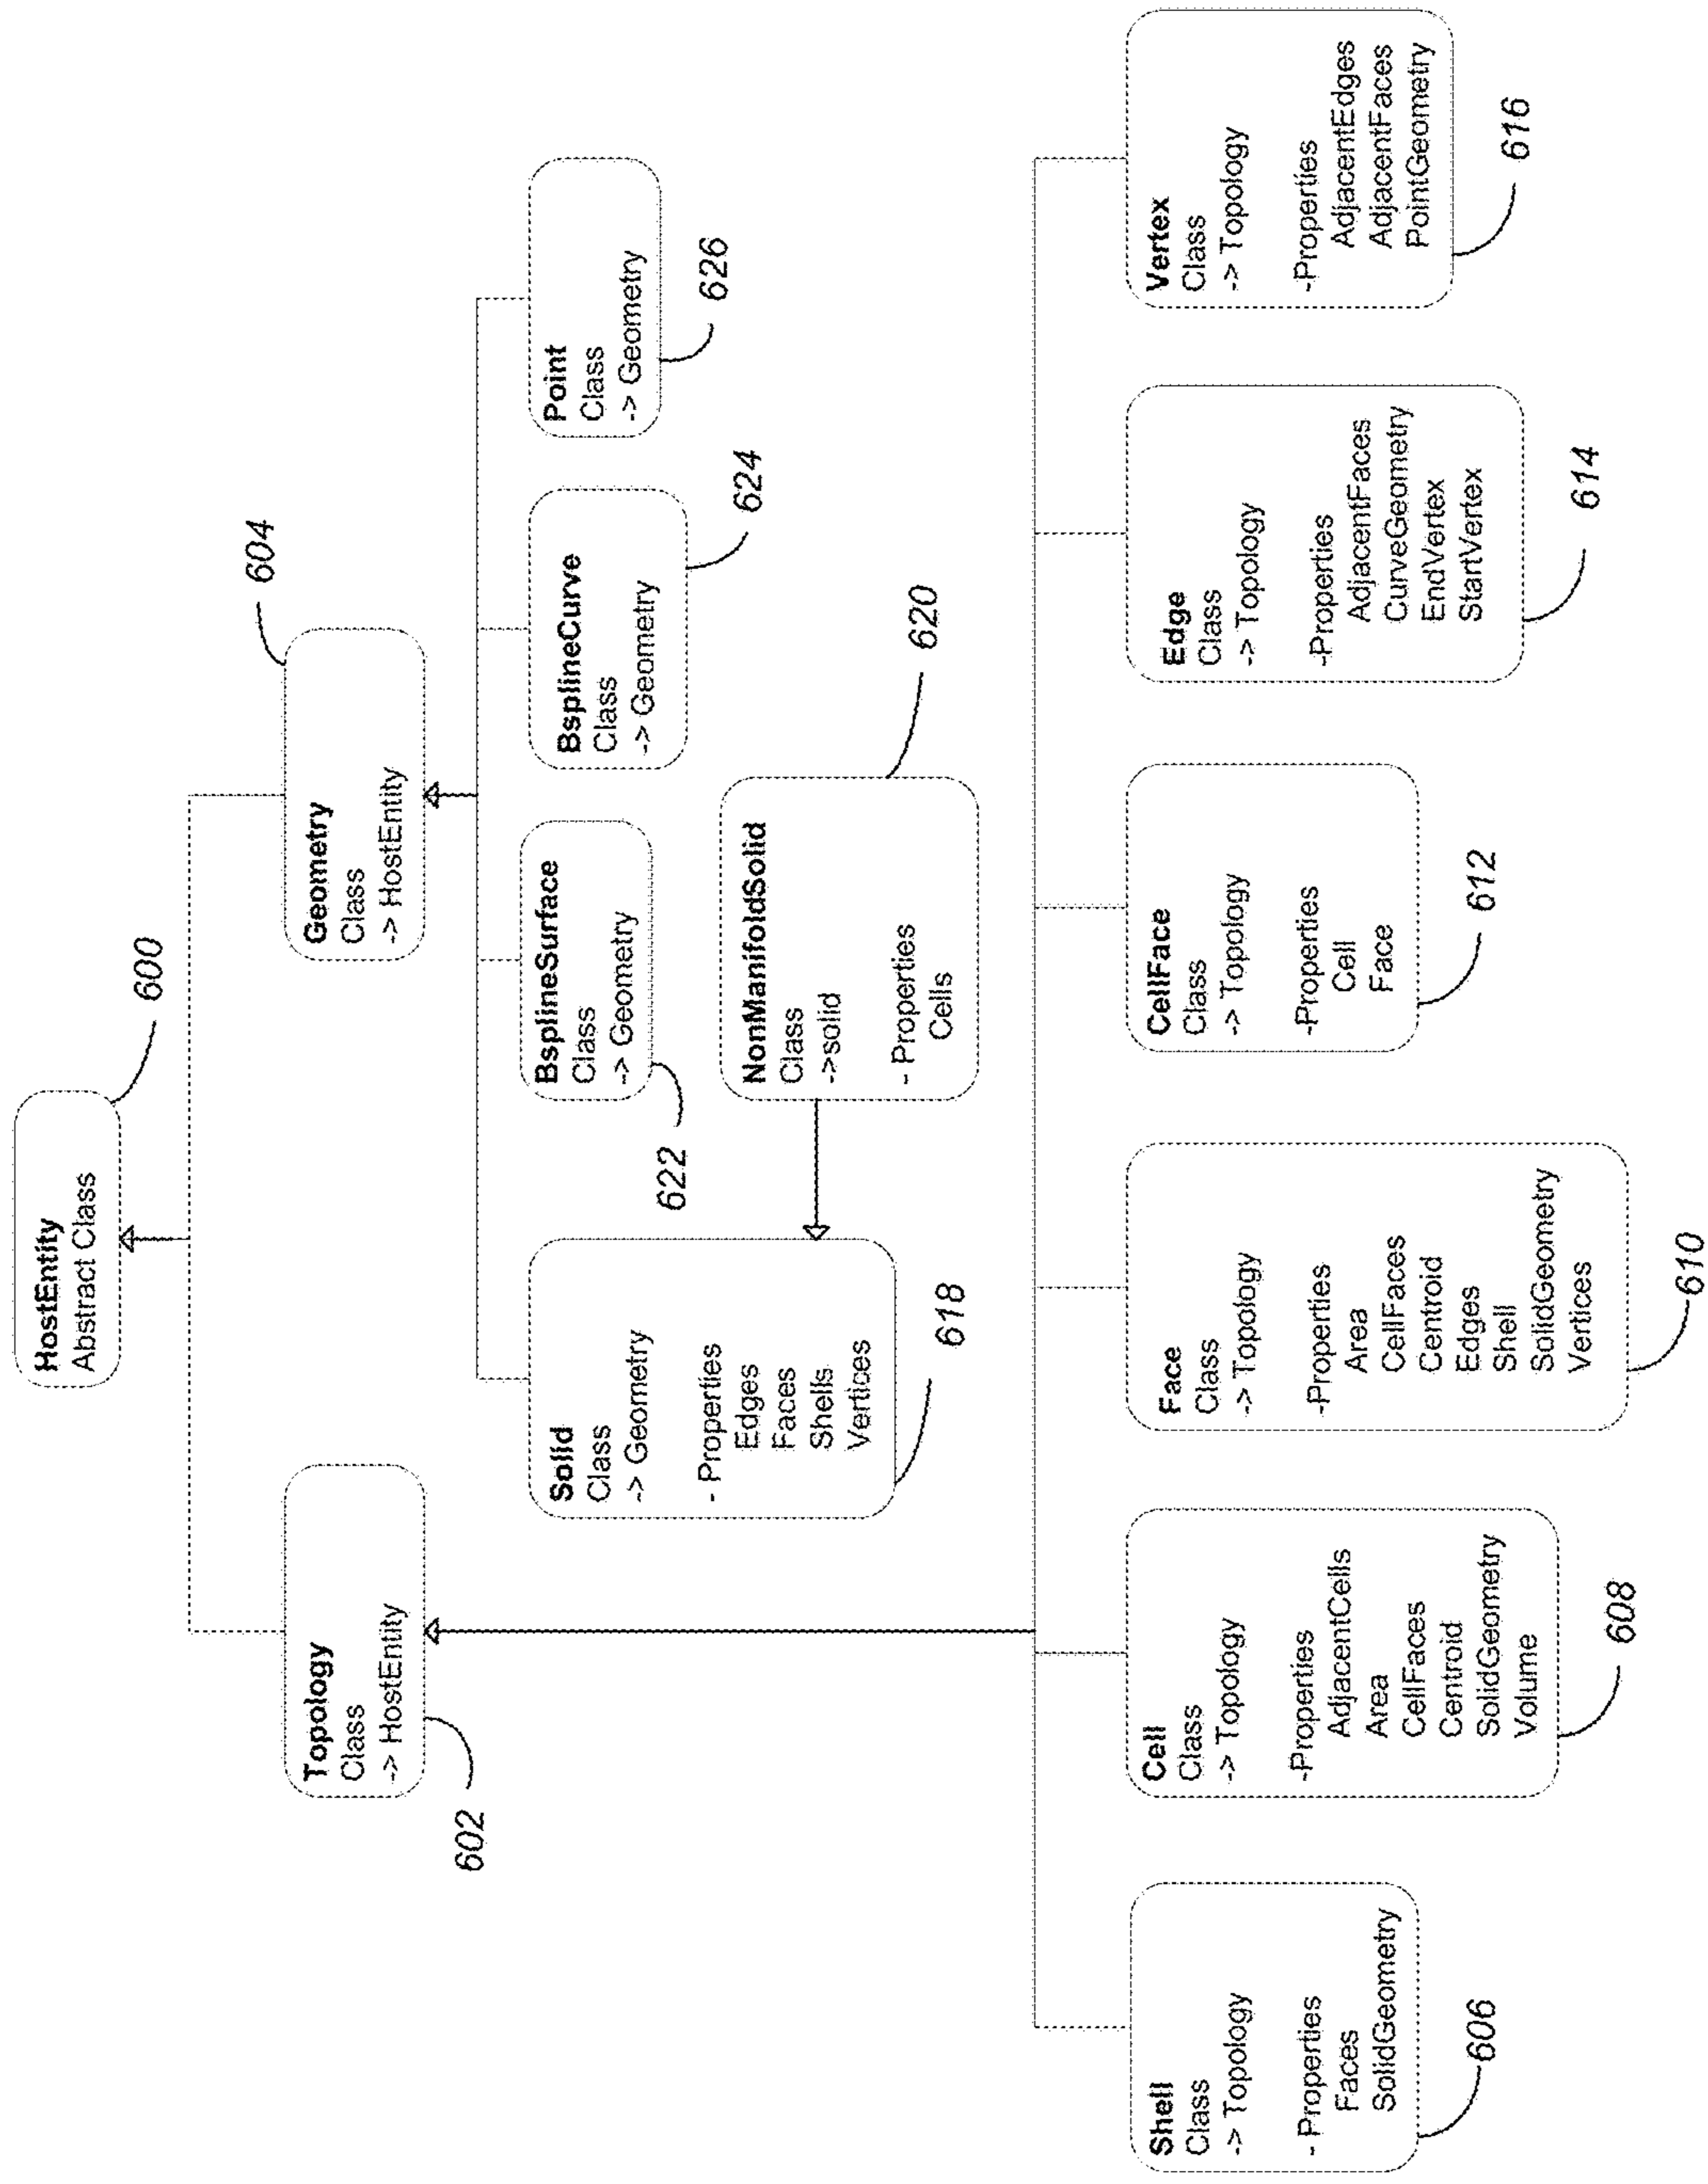 HostEntity
Abstract Class
600
Topology
Class
-> HostEntity
602
Geometry
Class
-> HostEntity
604
Solid
Class
-> Geometry
- Properties
Edges
Faces
Shells
Vertices
618
BsplineSurface
Class
-> Geometry
622
BsplineCurve
Class
-> Geometry
624
Point
Class
-> Geometry
626
NonManifoldSolid
Class
->solid
- Properties
Cells
620
Shell
Class
-> Topology
- Properties
Faces
SolidGeometry
606
Cell
Class
-> Topology
-Properties
AdjacentCells
Area
CellFaces
Centroid
SolidGeometry
Volume
608
Face
Class
-> Topology
-Properties
Area
CellFaces
Centroid
Edges
Shell
SolidGeometry
Vertices
610
CellFace
Class
-> Topology
-Properties
Cell
Face
612
Edge
Class
-> Topology
-Properties
AdjacentFaces
CurveGeometry
EndVertex
StartVertex
614
Vertex
Class
-> Topology
-Properties
AdjacentEdges
AdjacentFaces
PointGeometry
616